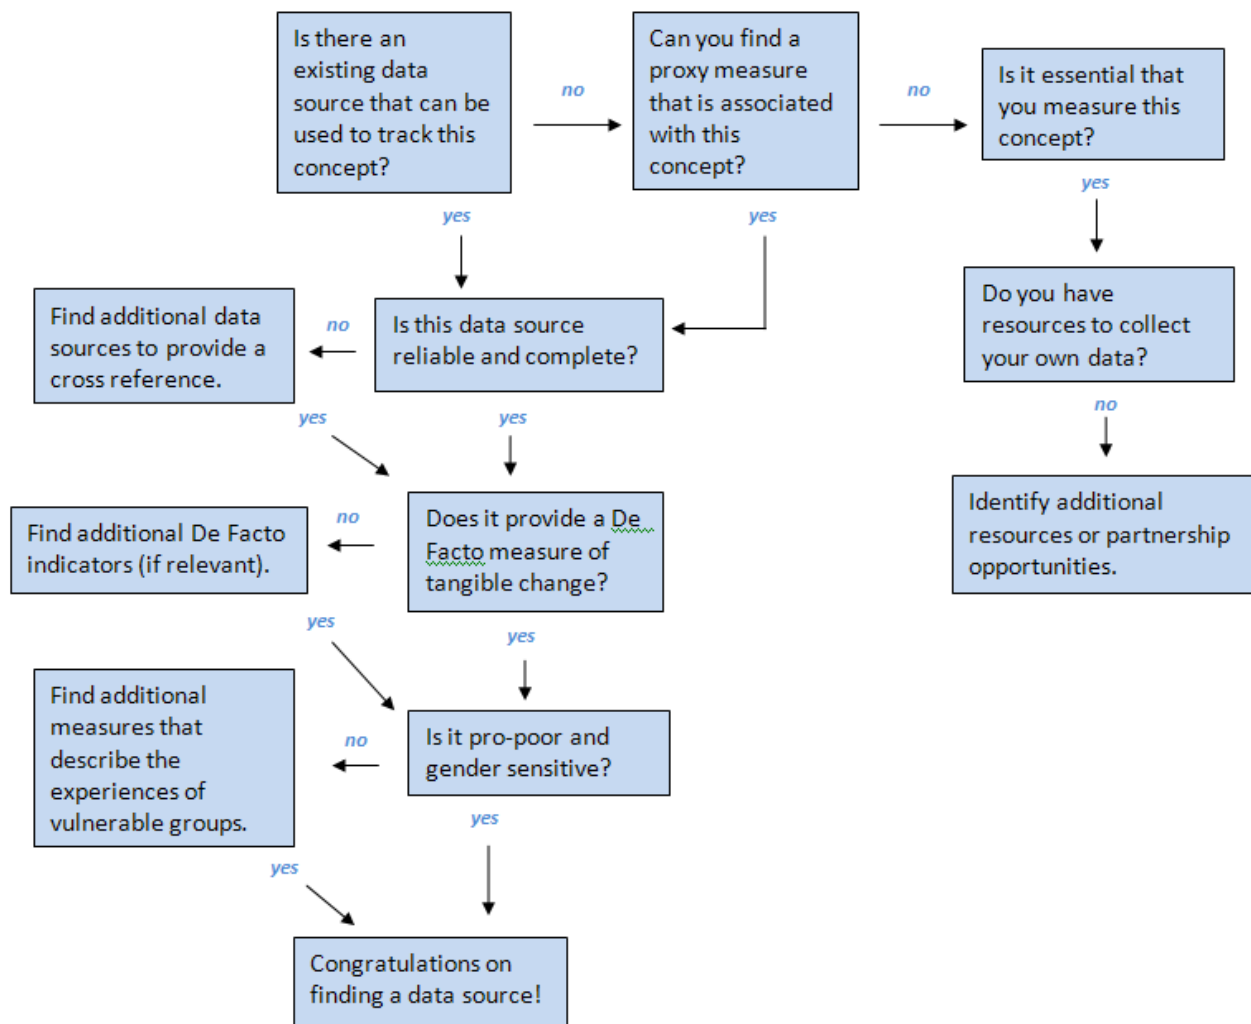 Is there an
existing data
source that can be
used to track this
concept?
no
Can you find a
proxy measure
that is associated
with this
concept?
no
Is it essential that
you measure this
concept?
yes
yes
yes
Do you have
resources to collect
your own data?
Find additional data
sources to provide a
cross reference.
no
Is this data source
reliable and complete?
no
yes
yes
Identify additional
resources or partnership
opportunities.
Find additional De Facto
indicators (if relevant).
no
Does it provide a De
Facto measure of
tangible change?
yes
yes
Find additional
measures that
describe the
experiences of
vulnerable groups.
no
Is it pro-poor and
gender sensitive?
yes
yes
Congratulations on
finding a data source!